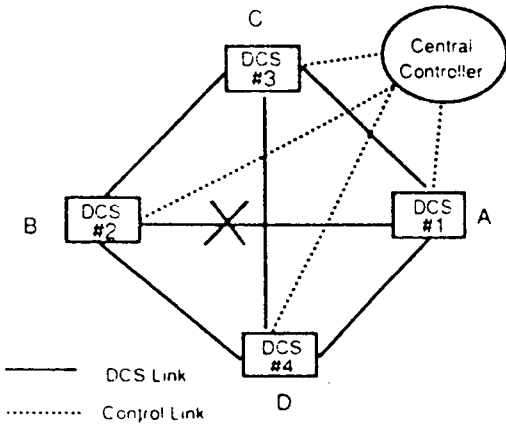 C
DCS
#3
Central
Controller
B
DCS
#2
DCS
#1
A
DCS
#4
D
DCS Link
Control Link